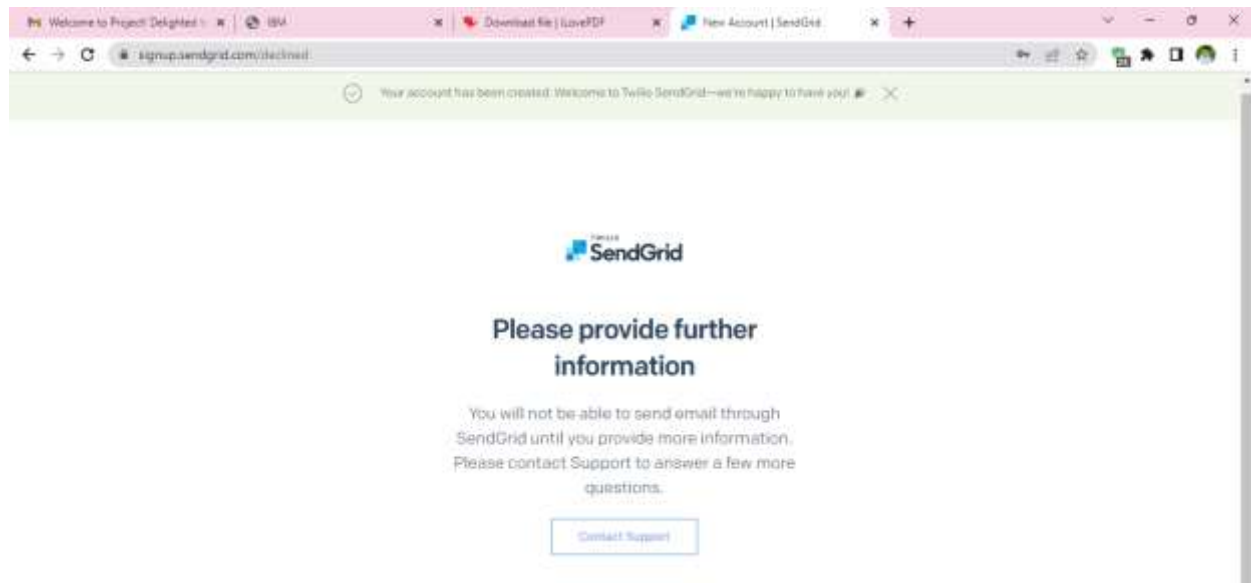 Welcome to Project Delighted
IBM
Download file | iLovePDF
New Account | SendGrid
signup.sendgrid.com/declined
Your account has been created. Welcome to Twilio SendGrid—we're happy to have you!
TWILIO
SendGrid
Please provide further
information
You will not be able to send email through
SendGrid until you provide more information.
Please contact Support to answer a few more
questions.
Contact Support